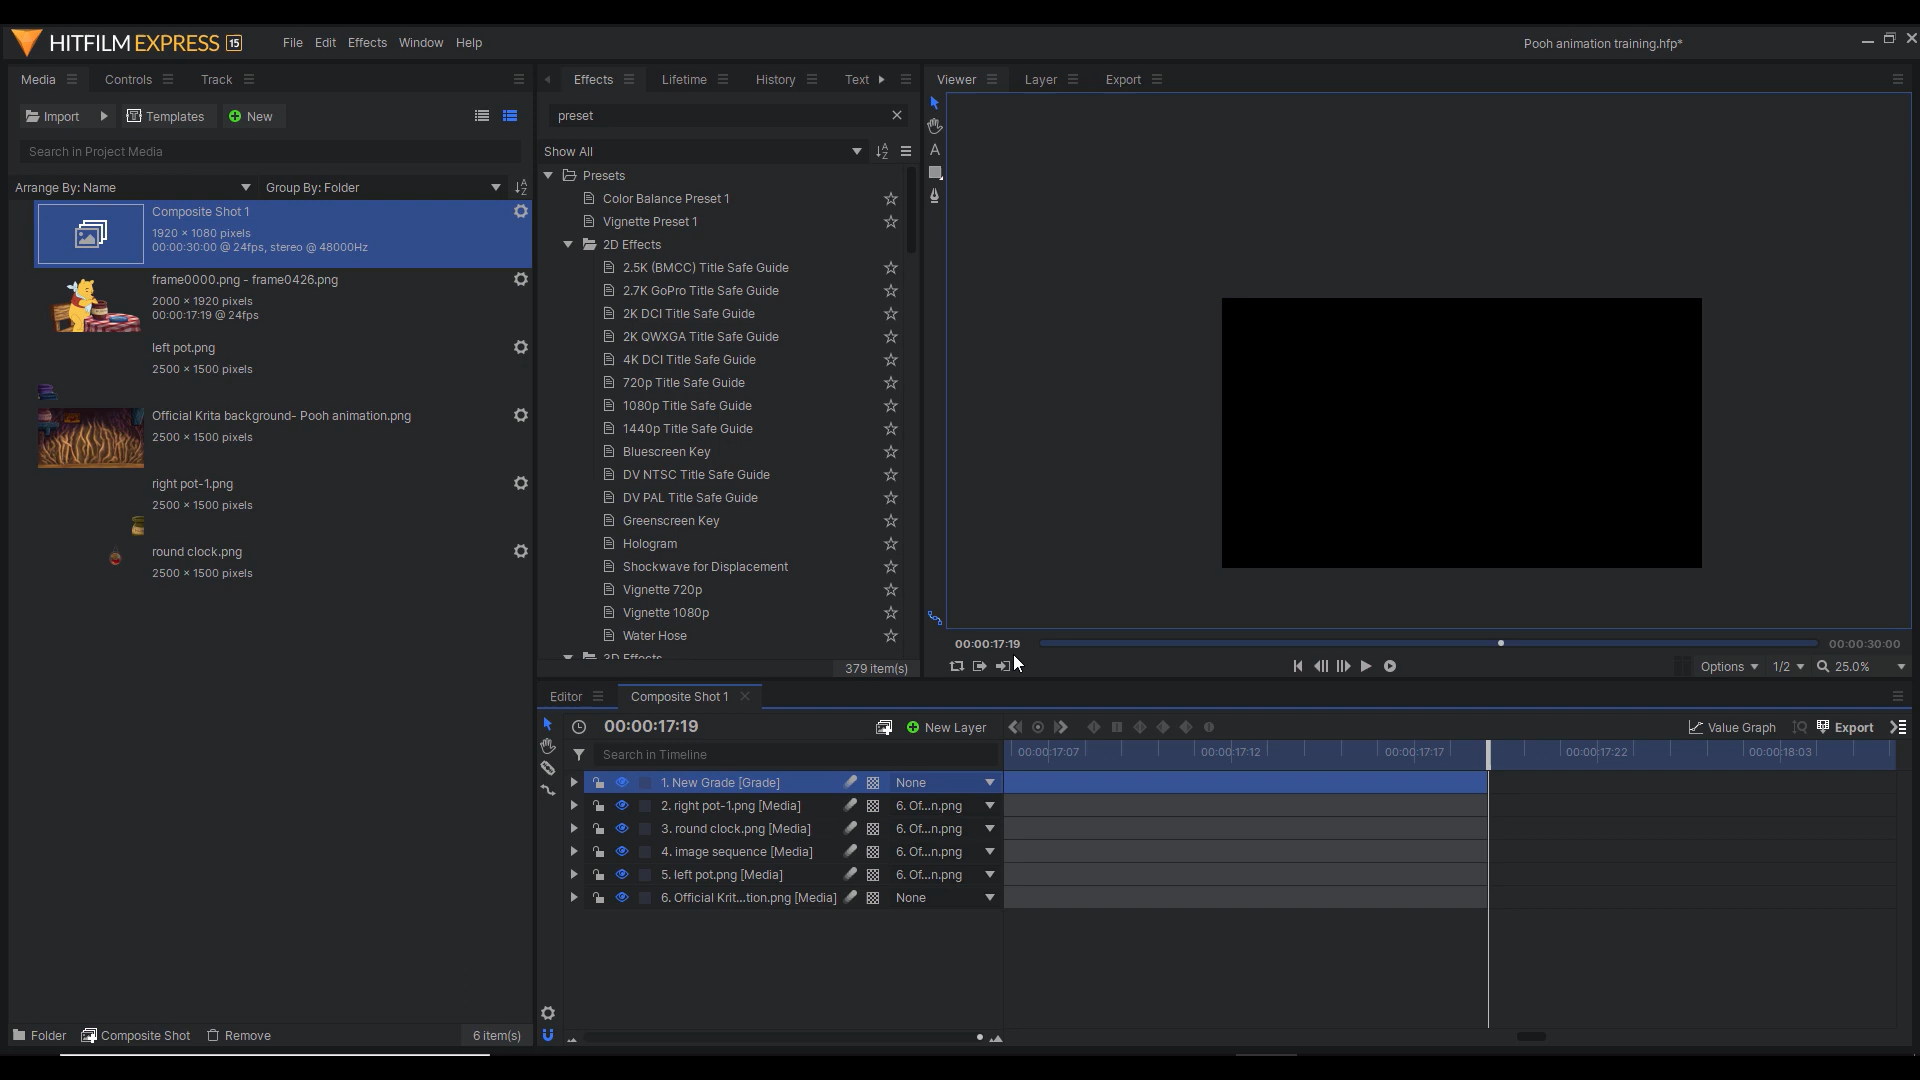 HITFILM EXPRESS 15 File Edit Effects Window Help Pooh animation training.hfp*
Media Controls Track
Import Templates New
Search in Project Media
Arrange By: Name Group By: Folder
Composite Shot 1
1920 × 1080 pixels
00:00:30:00 @ 24fps, stereo @ 48000Hz
frame0000.png - frame0426.png
2000 × 1920 pixels
00:00:17:19 @ 24fps
left pot.png
2500 × 1500 pixels
Official Krita background- Pooh animation.png
2500 × 1500 pixels
right pot-1.png
2500 × 1500 pixels
round clock.png
2500 × 1500 pixels
Folder Composite Shot Remove 6 item(s)
Effects Lifetime History Text
preset
Show All
Presets
Color Balance Preset 1
Vignette Preset 1
2D Effects
2.5K (BMCC) Title Safe Guide
2.7K GoPro Title Safe Guide
2K DCI Title Safe Guide
2K QWXGA Title Safe Guide
4K DCI Title Safe Guide
720p Title Safe Guide
1080p Title Safe Guide
1440p Title Safe Guide
Bluescreen Key
DV NTSC Title Safe Guide
DV PAL Title Safe Guide
Greenscreen Key
Hologram
Shockwave for Displacement
Vignette 720p
Vignette 1080p
Water Hose
3D Effects
379 item(s)
Viewer Layer Export
00:00:17:19 00:00:30:00
Options 1/2 25.0%
Editor Composite Shot 1
00:00:17:19 New Layer Value Graph Export
Search in Timeline 00:00:17:07 00:00:17:12 00:00:17:17 00:00:17:22 00:00:18:03
1. New Grade [Grade] None
2. right pot-1.png [Media] 6. Of...n.png
3. round clock.png [Media] 6. Of...n.png
4. image sequence [Media] 6. Of...n.png
5. left pot.png [Media] 6. Of...n.png
6. Official Krit...tion.png [Media] None